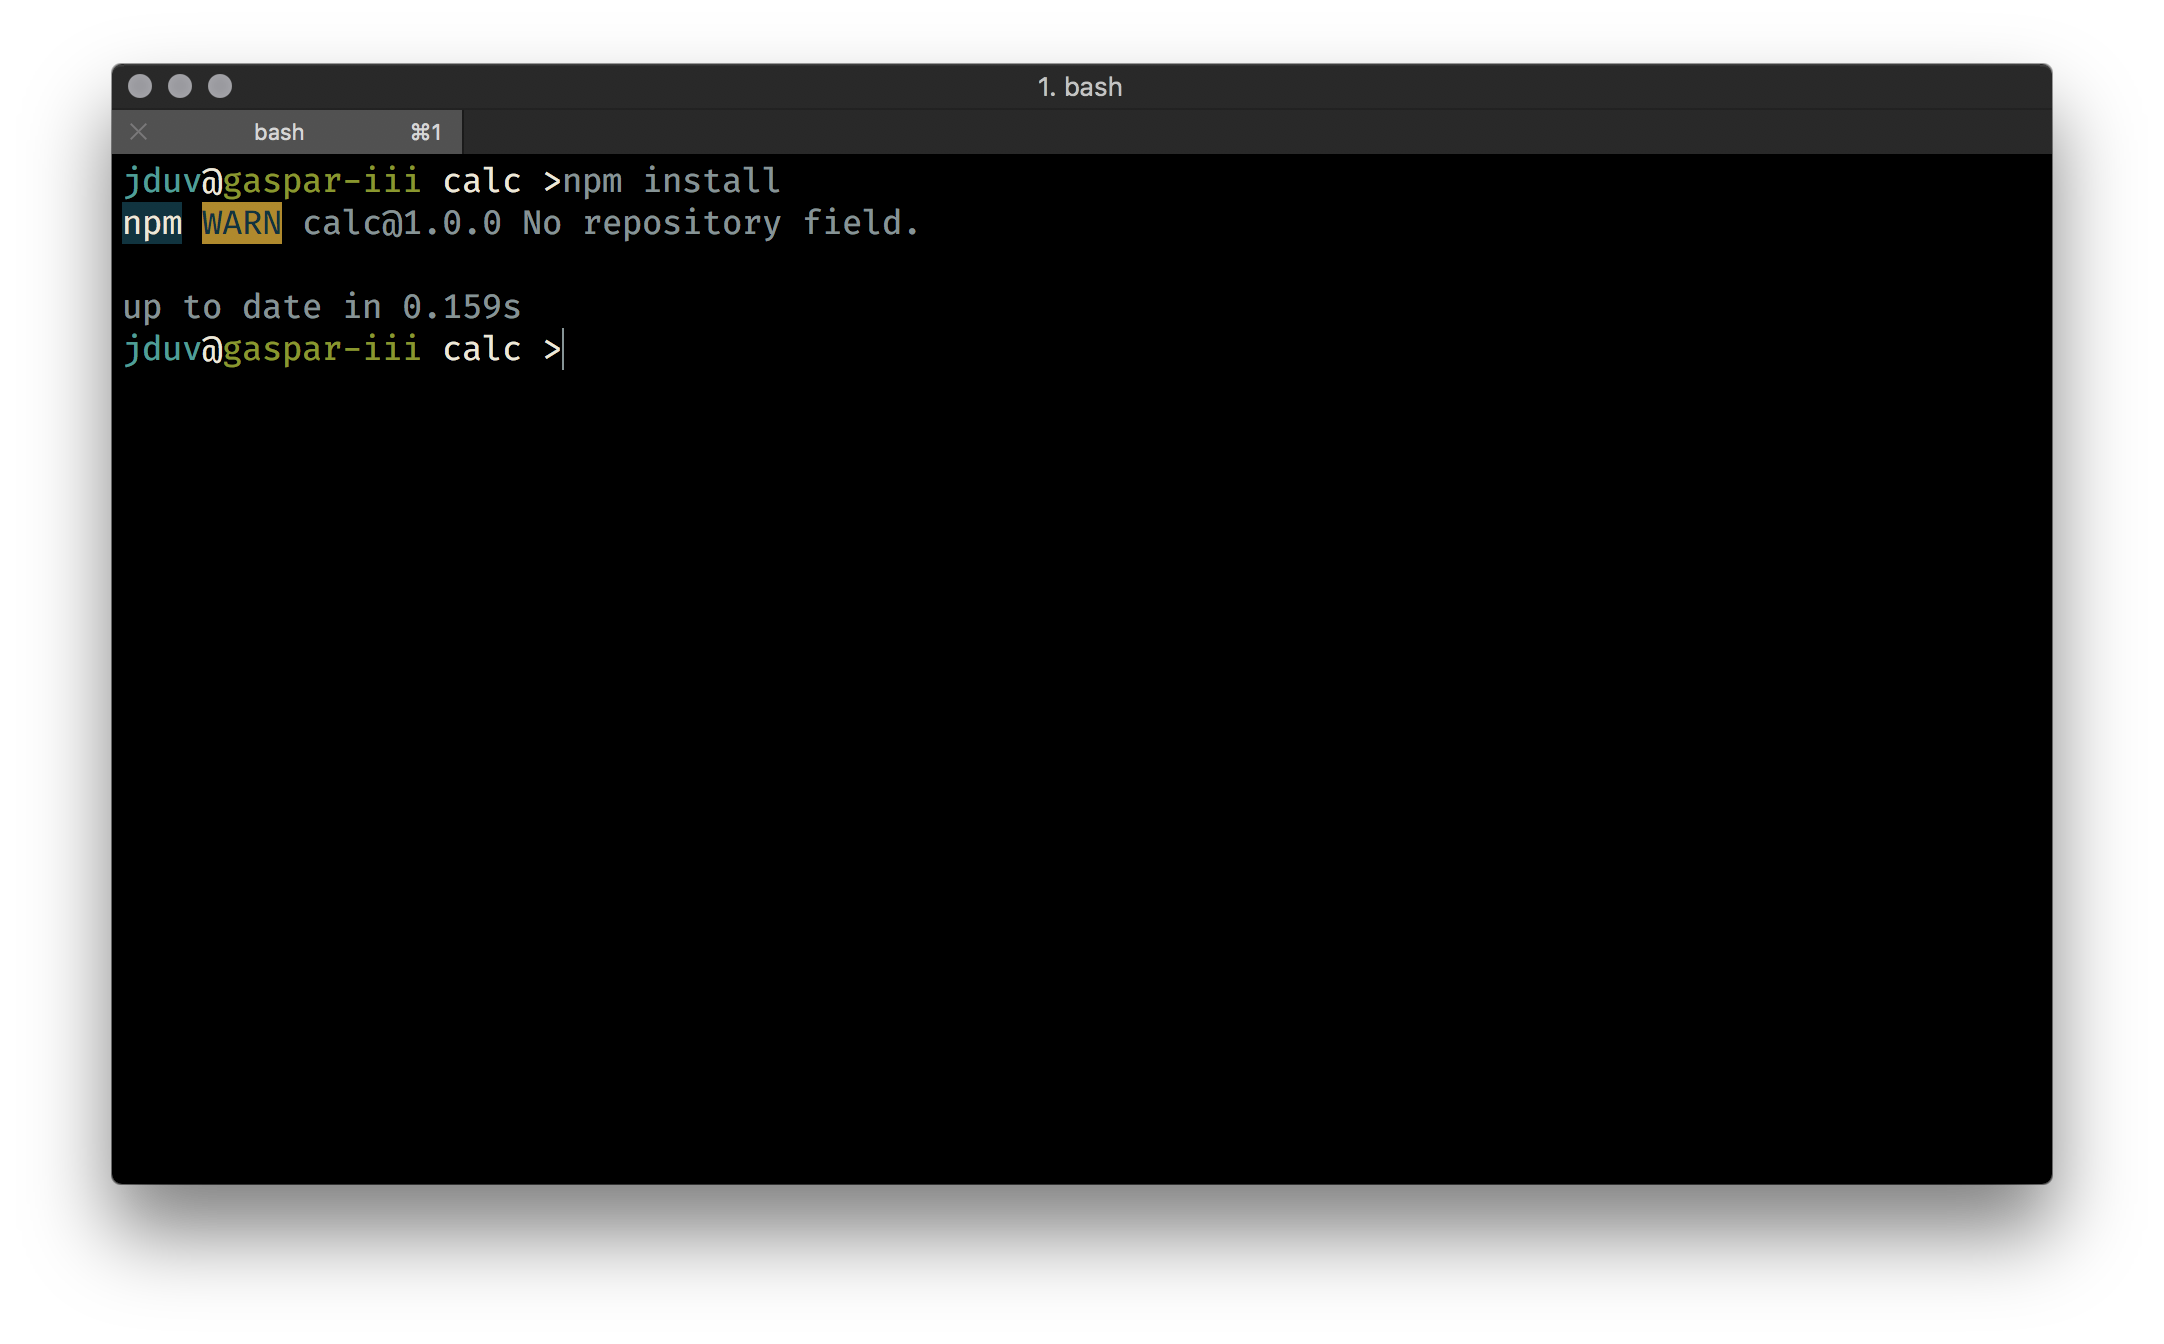 1. bash
bash ⌘1
jduv@gaspar-iii calc >npm install
npm WARN calc@1.0.0 No repository field.
up to date in 0.159s
jduv@gaspar-iii calc >